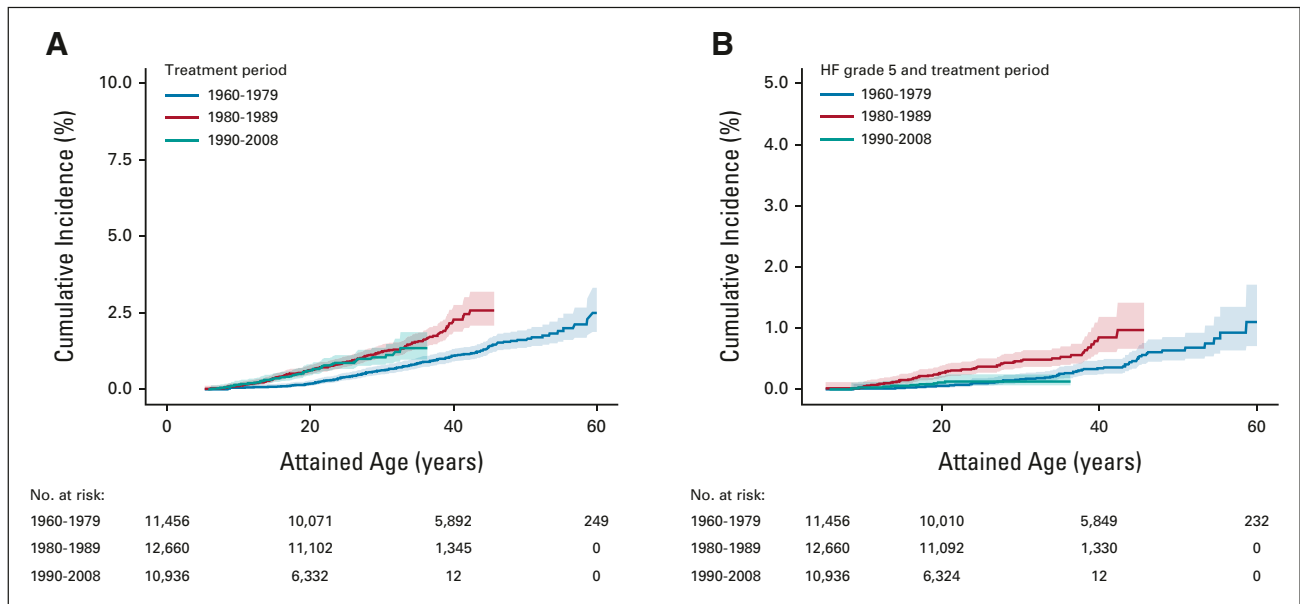 A
Treatment period
1960-1979
1980-1989
1990-2008
Cumulative Incidence (%)
10.0
7.5
5.0
2.5
0.0
0 20 40 60
Attained Age (years)
No. at risk:
1960-1979 11,456 10,071 5,892 249
1980-1989 12,660 11,102 1,345 0
1990-2008 10,936 6,332 12 0
B
HF grade 5 and treatment period
1960-1979
1980-1989
1990-2008
Cumulative Incidence (%)
5.0
4.0
3.0
2.0
1.0
0.0
20 40 60
Attained Age (years)
No. at risk:
1960-1979 11,456 10,010 5,849 232
1980-1989 12,660 11,092 1,330 0
1990-2008 10,936 6,324 12 0